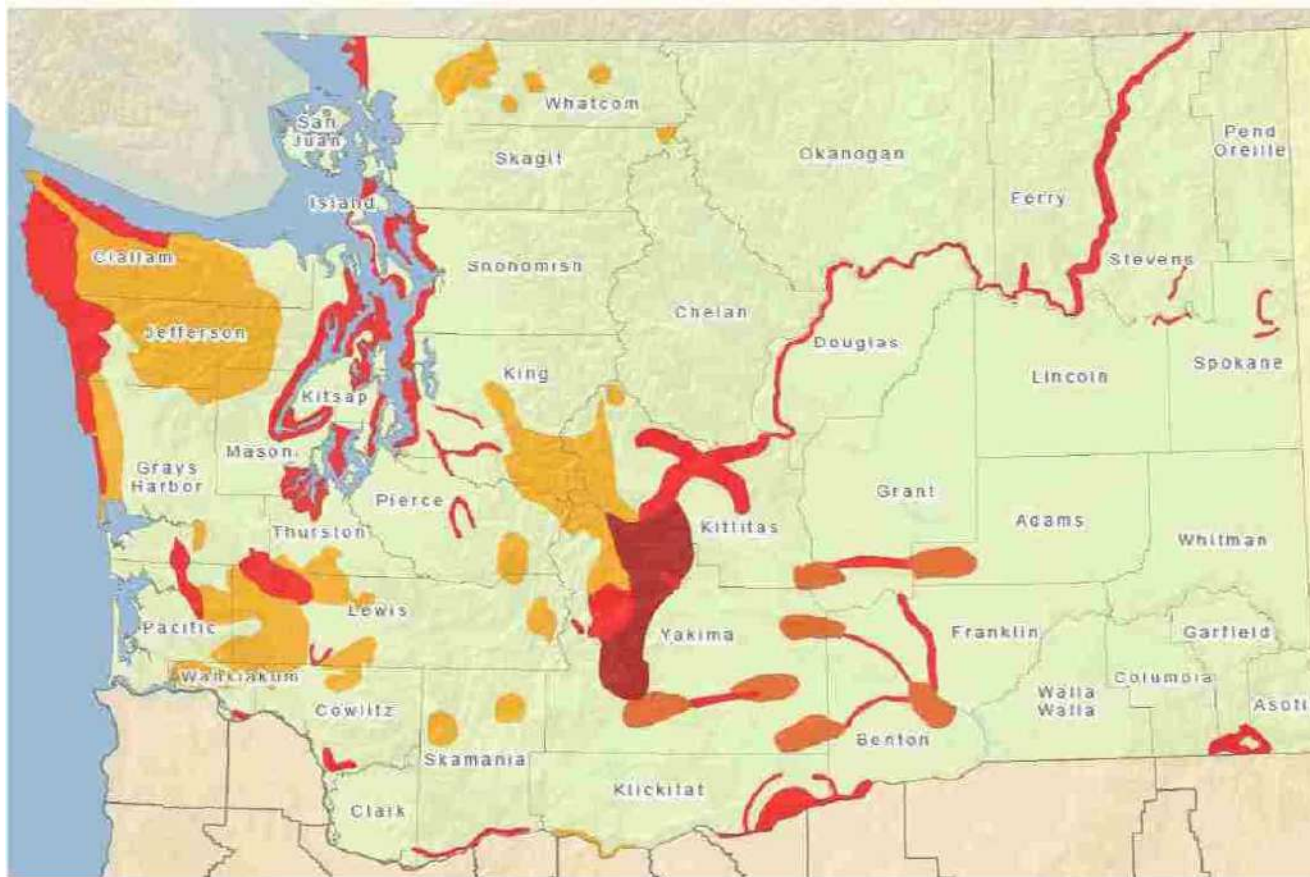 Whatcom
San
Juan
Skagit
Okanogan
Pend
Oreille
Ferry
Island
Clallam
Snohomish
Stevens
Chelan
Jefferson
Douglas
King
Lincoln
Spokane
Kitsap
Mason
Grays
Harbor
Pierce
Grant
Kittitas
Adams
Thurston
Whitman
Lewis
Pacific
Yakima
Franklin
Garfield
Wahkiakum
Columbia
Walla
Walla
Asoti
Cowlitz
Benton
Skamania
Klickitat
Clark